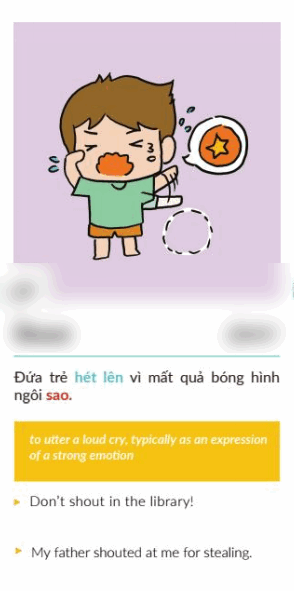 Đứa trẻ hét lên vì mất quả bóng hình
ngôi sao.
to utter a loud cry, typically as an expression
of a strong emotion
Don't shout in the library!
My father shouted at me for stealing.